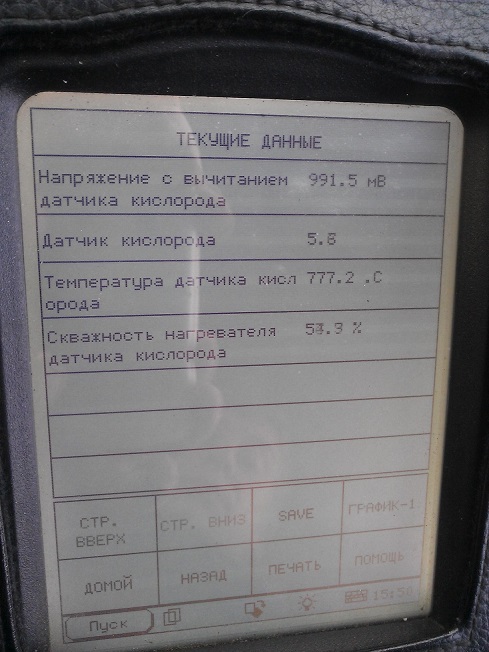 ТЕКУЩИЕ ДАННЫЕ
Напряжение с вычитанием 991.5 мВ
датчика кислорода
Датчик кислорода 5.8
Температура датчика кисл 777.2 .С
орода
Скважность нагревателя %
датчика кислорода
СТР. ВВЕРХ
СТР. ВНИЗ
SAVE
ГРАФИК-1
ДОМОЙ
НАЗАД
ПЕЧАТЬ
ПОМОЩЬ
Пуск